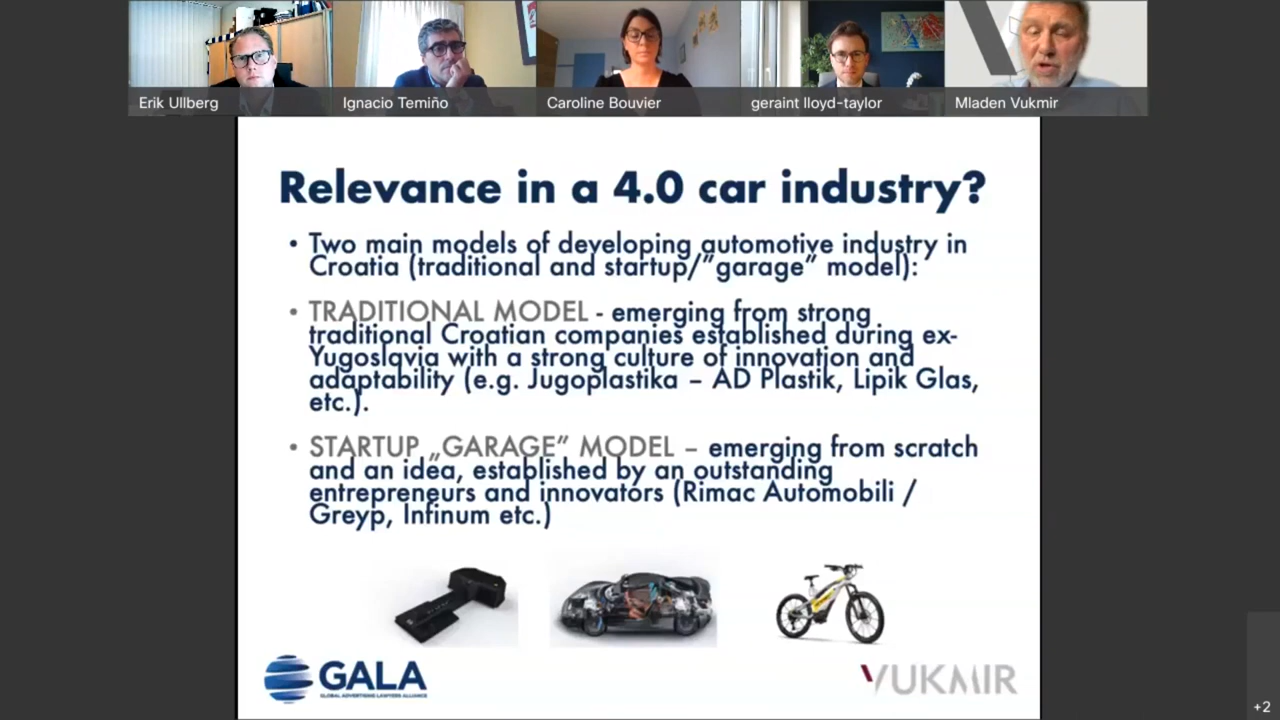 Erik Ullberg
Ignacio Temiño
Caroline Bouvier
geraint lloyd-taylor
Mladen Vukmir
Relevance in a 4.0 car industry?
• Two main models of developing automotive industry in
Croatia (traditional and startup/”garage” model):
• TRADITIONAL MODEL - emerging from strong
traditional Croatian companies established during ex-
Yugoslavia with a strong culture of innovation and
adaptability (e.g. Jugoplastika – AD Plastik, Lipik Glas,
etc.).
• STARTUP „GARAGE” MODEL – emerging from scratch
and an idea, established by an outstanding
entrepreneurs and innovators (Rimac Automobili /
Greyp, Infinum etc.)
GALA
GLOBAL ADVERTISING LAWYERS ALLIANCE
VUKMIR
+2